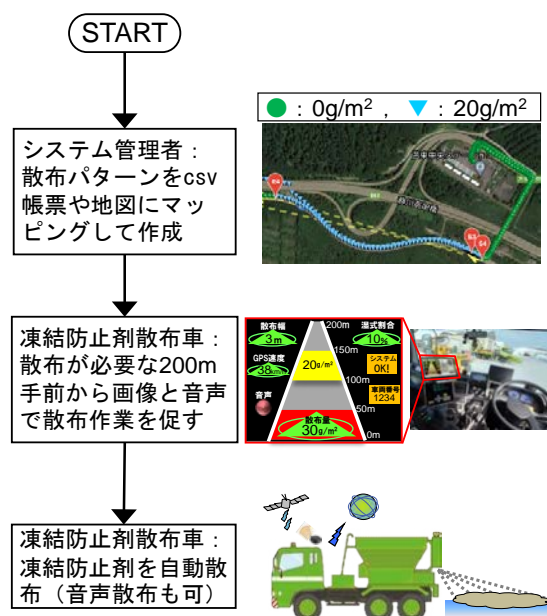 START
● : 0g/m², ▼ : 20g/m²
システム管理者：
散布パターンをcsv
帳票や地図にマッ
ピングして作成
凍結防止剤散布車：
散布が必要な200m
手前から画像と音声
で散布作業を促す
散布幅
3m
GPS速度
38km/h
音声
200m
150m
100m
50m
0m
20g/m²
散布量
30g/m²
湿式割合
10%
システム
OK!
車両番号
1234
凍結防止剤散布車：
凍結防止剤を自動散
布（音声散布も可）